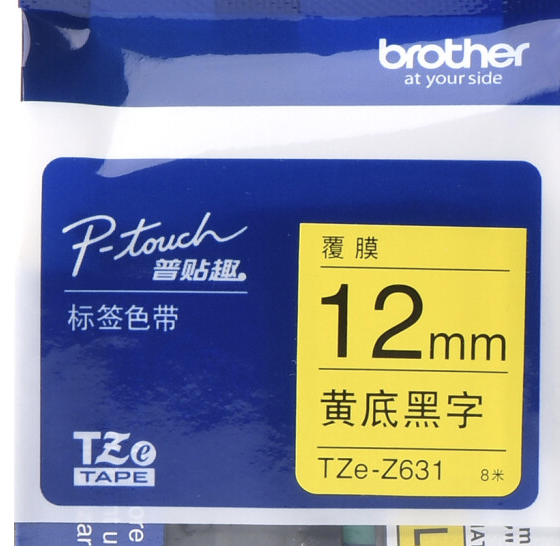 brother
at your side
P-touch
普贴趣
标签色带
TZe
TAPE
覆膜
12mm
黄底黑字
TZe-Z631
8米